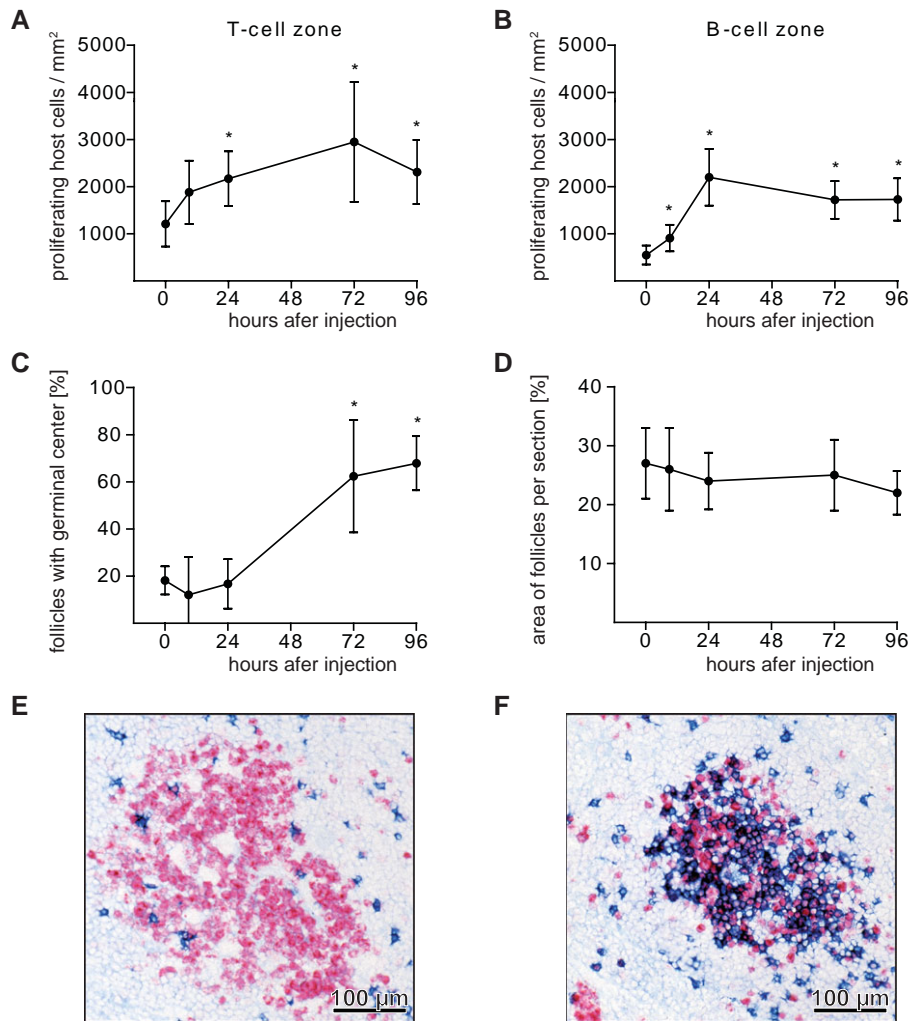 A
T-cell zone
proliferating host cells / mm²
5000
4000
3000
2000
1000
*
*
*
0 24 48 72 96
hours afer injection
B
B-cell zone
proliferating host cells / mm²
5000
4000
3000
2000
1000
*
*
*
*
0 24 48 72 96
hours afer injection
C
follicles with germinal center [%]
100
80
60
40
20
*
*
0 24 48 72 96
hours afer injection
D
area of follicles per section [%]
40
30
20
10
0 24 48 72 96
hours afer injection
E
100 µm
F
100 µm